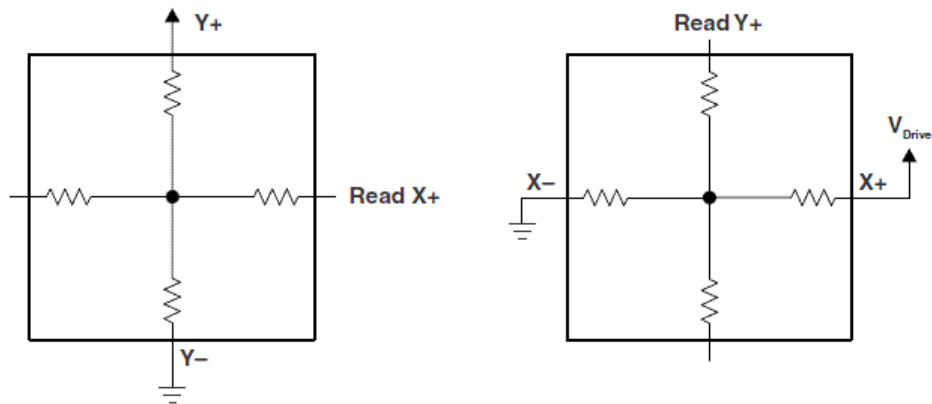 Y+
Read X+
Y–
Read Y+
V Drive
X–
X+